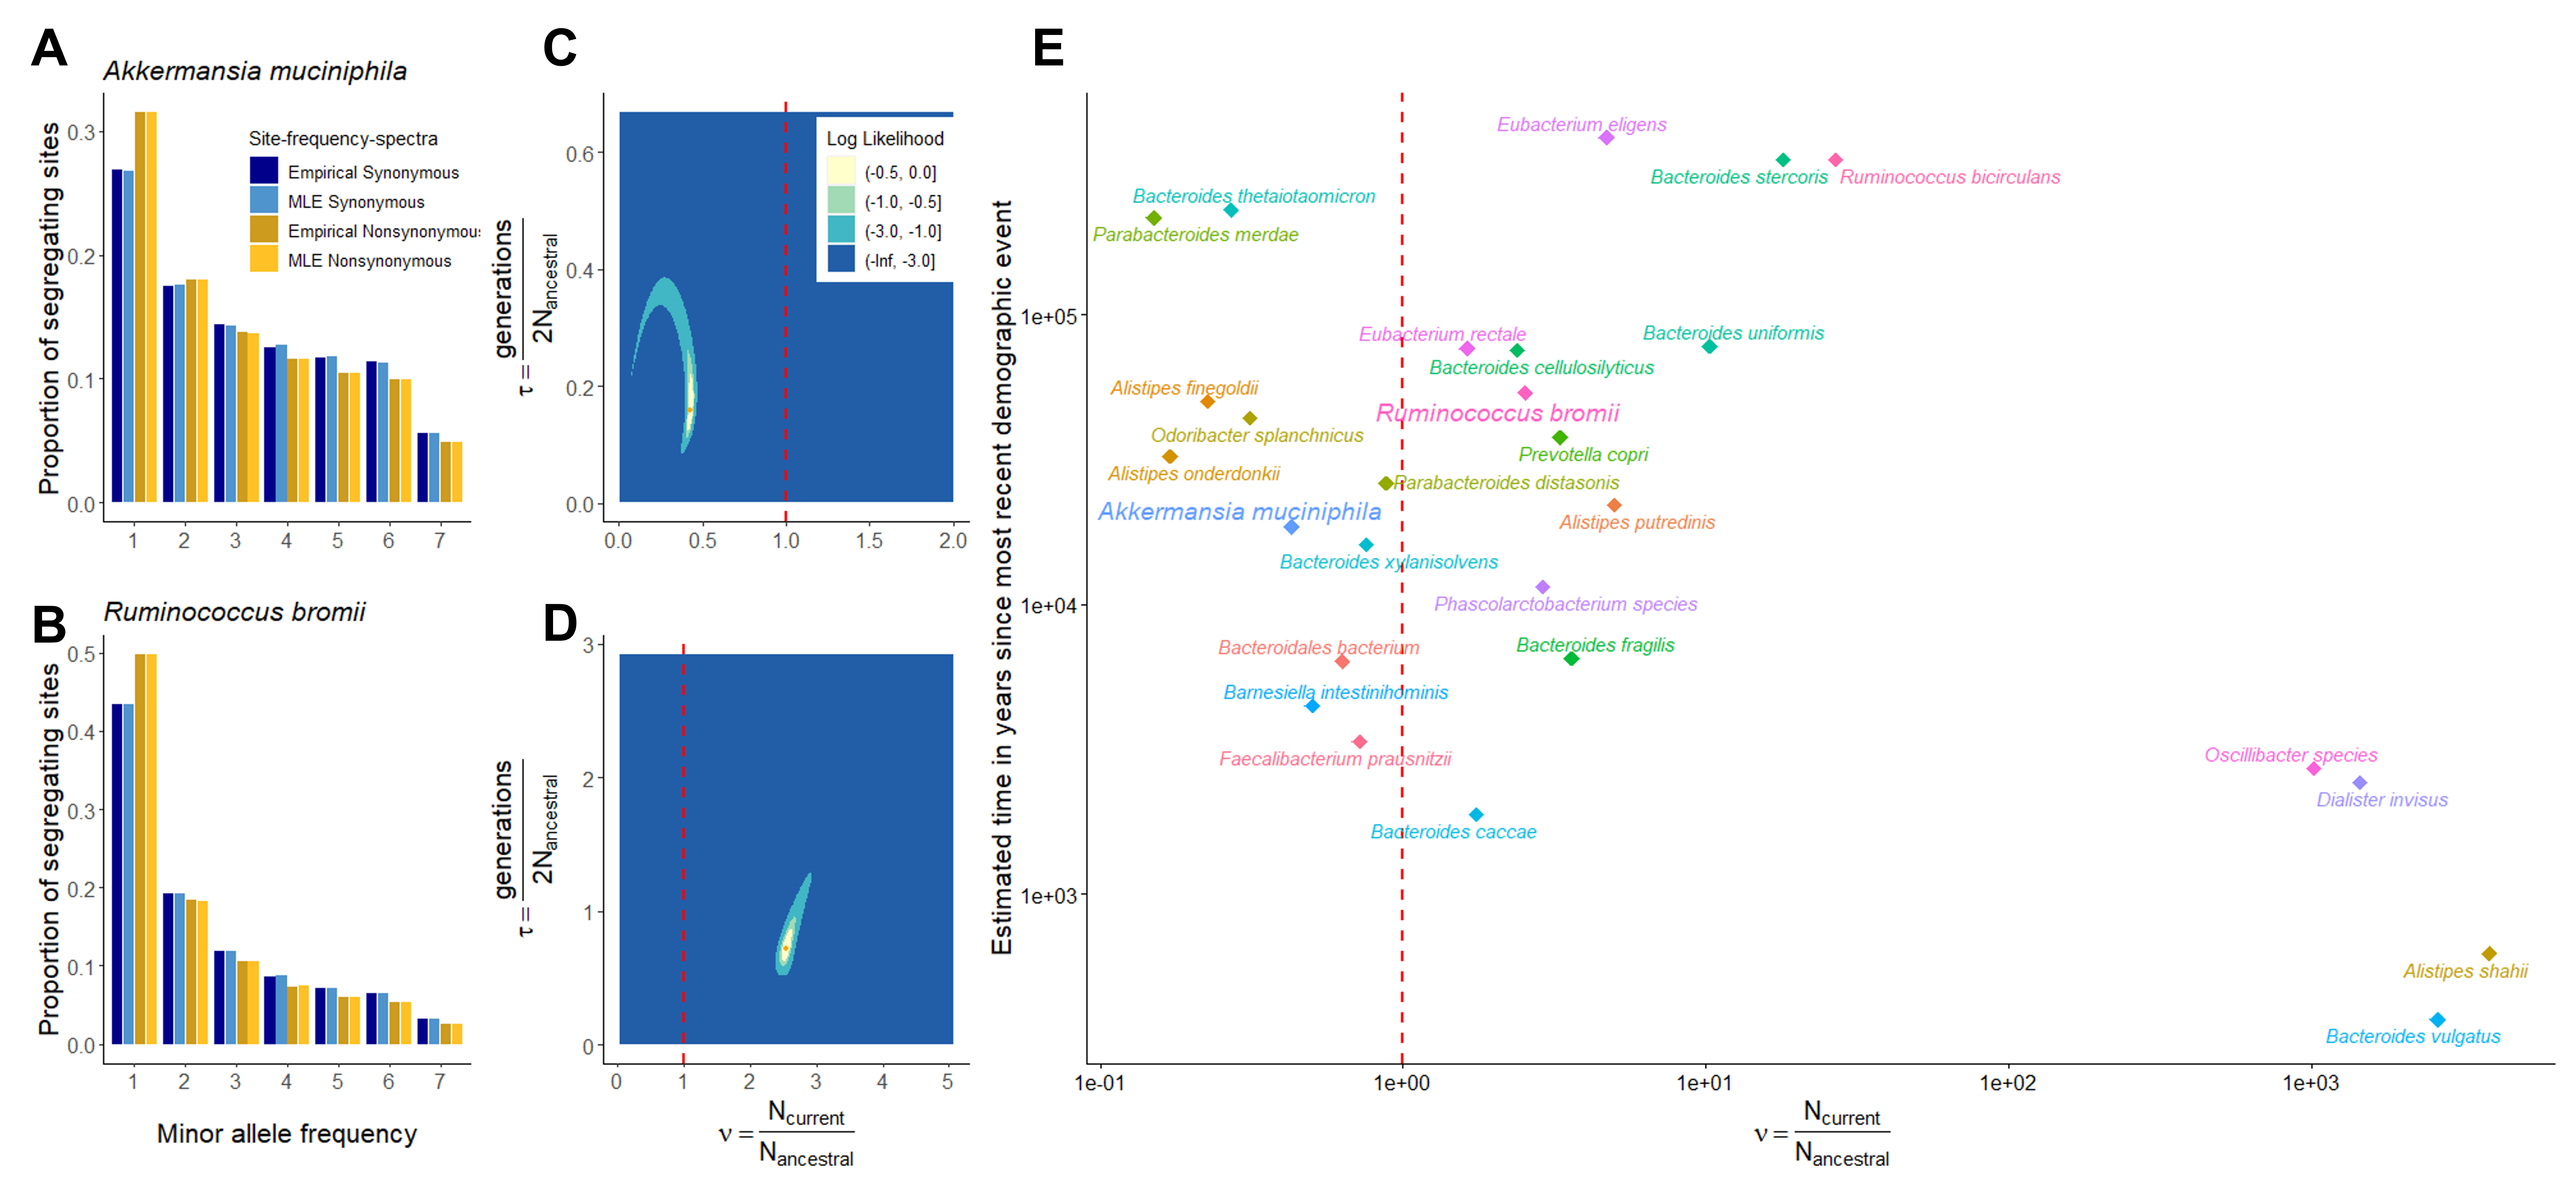 A
Akkermansia muciniphila
Proportion of segregating sites
0.3
0.2
0.1
0.0
Site-frequency-spectra
Empirical Synonymous
MLE Synonymous
Empirical Nonsynonymous
MLE Nonsynonymous
1 2 3 4 5 6 7
B
Ruminococcus bromii
Proportion of segregating sites
0.5
0.4
0.3
0.2
0.1
0.0
1 2 3 4 5 6 7
Minor allele frequency
C
τ = generations
2Nancestral
0.6
0.4
0.2
0.0
Log Likelihood
(-0.5, 0.0]
(-1.0, -0.5]
(-3.0, -1.0]
(-Inf, -3.0]
0.0 0.5 1.0 1.5 2.0
D
τ = generations
2Nancestral
3
2
1
0
0 1 2 3 4 5
ν = Ncurrent
Nancestral
E
Estimated time in years since most recent demographic event
1e+05
1e+04
1e+03
Eubacterium eligens
Bacteroides stercoris
Ruminococcus bicirculans
Bacteroides thetaiotaomicron
Parabacteroides merdae
Eubacterium rectale
Bacteroides uniformis
Bacteroides cellulosilyticus
Alistipes finegoldii
Ruminococcus bromii
Odoribacter splanchnicus
Prevotella copri
Alistipes onderdonkii
Parabacteroides distasonis
Akkermansia muciniphila
Alistipes putredinis
Bacteroides xylanisolvens
Phascolarctobacterium species
Bacteroidales bacterium
Bacteroides fragilis
Barnesiella intestinihominis
Faecalibacterium prausnitzii
Oscillibacter species
Dialister invisus
Bacteroides caccae
Alistipes shahii
Bacteroides vulgatus
1e-01 1e+00 1e+01 1e+02 1e+03
ν = Ncurrent
Nancestral